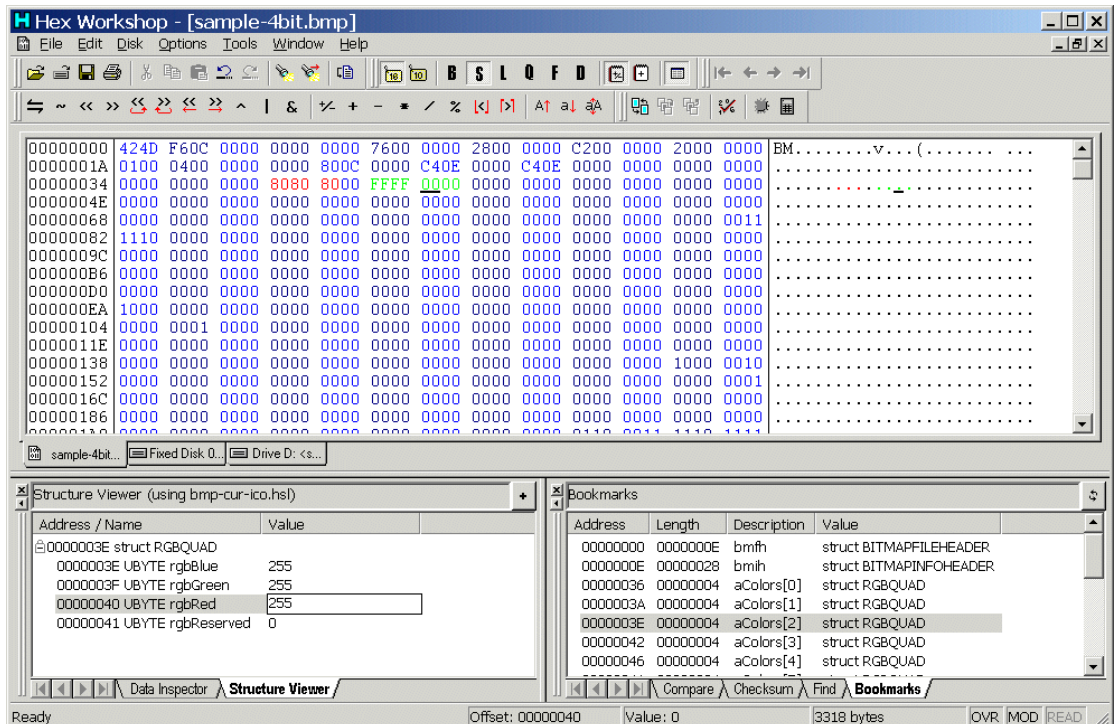 Hex Workshop - [sample-4bit.bmp]
File Edit Disk Options Tools Window Help
B S L Q F D
& A a A
00000000 424D F60C 0000 0000 0000 7600 0000 2800 0000 C200 0000 2000 0000 BM........v...(....... ...
0000001A 0100 0400 0000 0000 800C 0000 C40E 0000 C40E 0000 0000 0000 0000 ..........................
00000034 0000 0000 0000 8080 8000 FFFF 0000 0000 0000 0000 0000 0000 0000 ..........................
0000004E 0000 0000 0000 0000 0000 0000 0000 0000 0000 0000 0000 0000 0000 ..........................
00000068 0000 0000 0000 0000 0000 0000 0000 0000 0000 0000 0000 0000 0011 ..........................
00000082 1110 0000 0000 0000 0000 0000 0000 0000 0000 0000 0000 0000 0000 ..........................
0000009C 0000 0000 0000 0000 0000 0000 0000 0000 0000 0000 0000 0000 0000 ..........................
000000B6 0000 0000 0000 0000 0000 0000 0000 0000 0000 0000 0000 0000 0000 ..........................
000000D0 0000 0000 0000 0000 0000 0000 0000 0000 0000 0000 0000 0000 0000 ..........................
000000EA 1000 0000 0000 0000 0000 0000 0000 0000 0000 0000 0000 0000 0000 ..........................
00000104 0000 0001 0000 0000 0000 0000 0000 0000 0000 0000 0000 0000 0000 ..........................
0000011E 0000 0000 0000 0000 0000 0000 0000 0000 0000 0000 0000 0000 0000 ..........................
00000138 0000 0000 0000 0000 0000 0000 0000 0000 0000 0000 0000 1000 0010 ..........................
00000152 0000 0000 0000 0000 0000 0000 0000 0000 0000 0000 0000 0000 0001 ..........................
0000016C 0000 0000 0000 0000 0000 0000 0000 0000 0000 0000 0000 0000 0000 ..........................
00000186 0000 0000 0000 0000 0000 0000 0000 0000 0000 0000 0000 0000 0000 ..........................
sample-4bit... Fixed Disk 0... Drive D: <s...
Structure Viewer (using bmp-cur-ico.hsl)
Address / Name Value
0000003E struct RGBQUAD
0000003E UBYTE rgbBlue 255
0000003F UBYTE rgbGreen 255
00000040 UBYTE rgbRed 255
00000041 UBYTE rgbReserved 0
Data Inspector Structure Viewer
Bookmarks
Address Length Description Value
00000000 0000000E bmfh struct BITMAPFILEHEADER
0000000E 00000028 bmih struct BITMAPINFOHEADER
00000036 00000004 aColors[0] struct RGBQUAD
0000003A 00000004 aColors[1] struct RGBQUAD
0000003E 00000004 aColors[2] struct RGBQUAD
00000042 00000004 aColors[3] struct RGBQUAD
00000046 00000004 aColors[4] struct RGBQUAD
Compare Checksum Find Bookmarks
Ready Offset: 00000040 Value: 0 3318 bytes OVR MOD READ